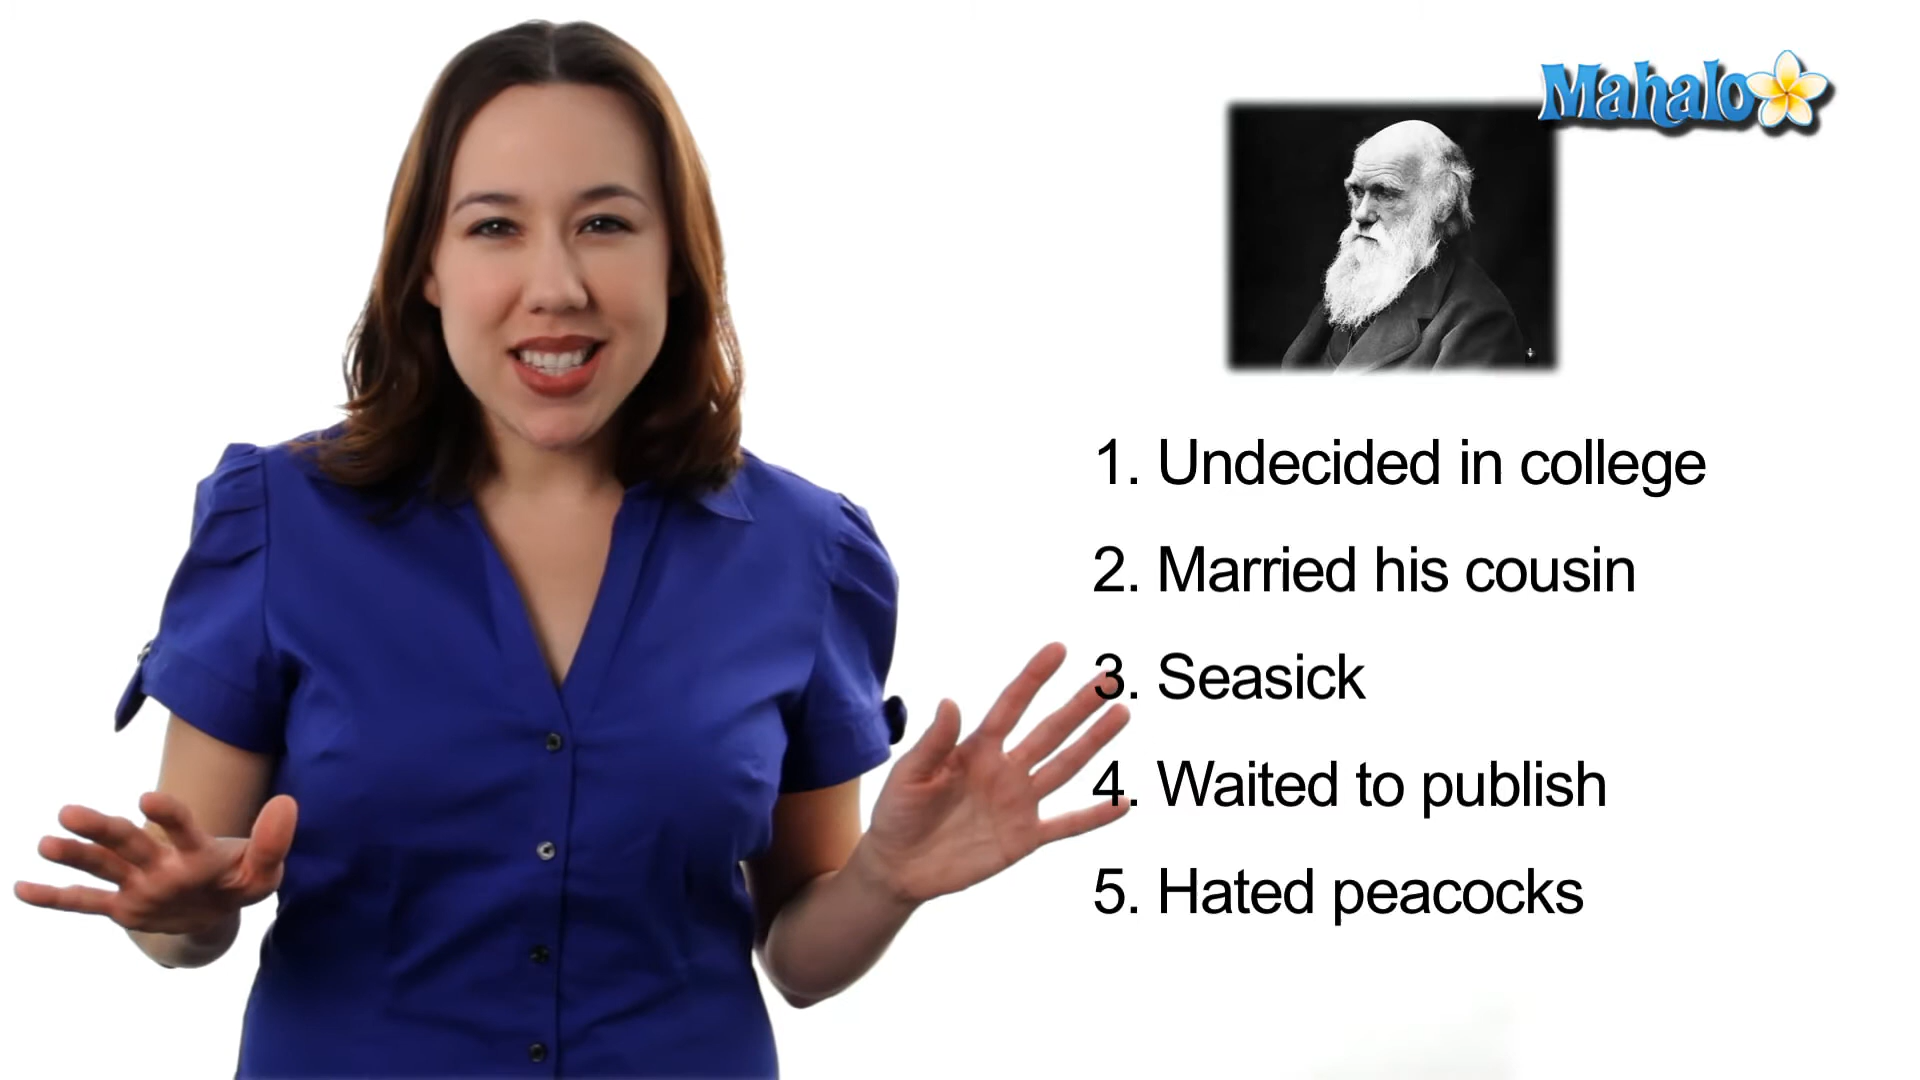 Mahalo
1. Undecided in college
2. Married his cousin
3. Seasick
4. Waited to publish
5. Hated peacocks